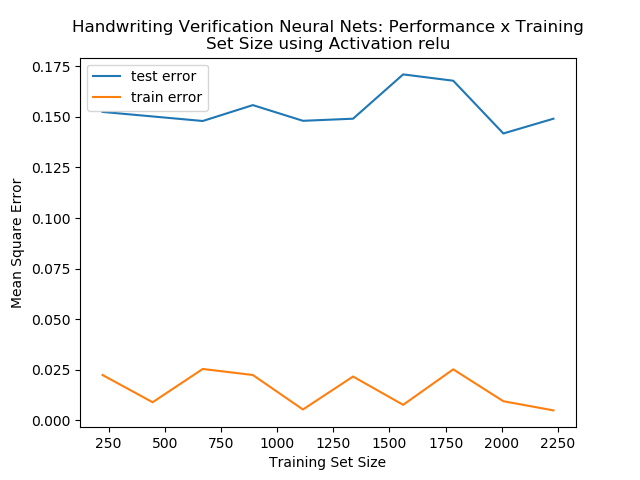 Handwriting Verification Neural Nets: Performance x Training
Set Size using Activation relu
test error
train error
Mean Square Error
0.175
0.150
0.125
0.100
0.075
0.050
0.025
0.000
250
500
750
1000
1250
1500
1750
2000
2250
Training Set Size